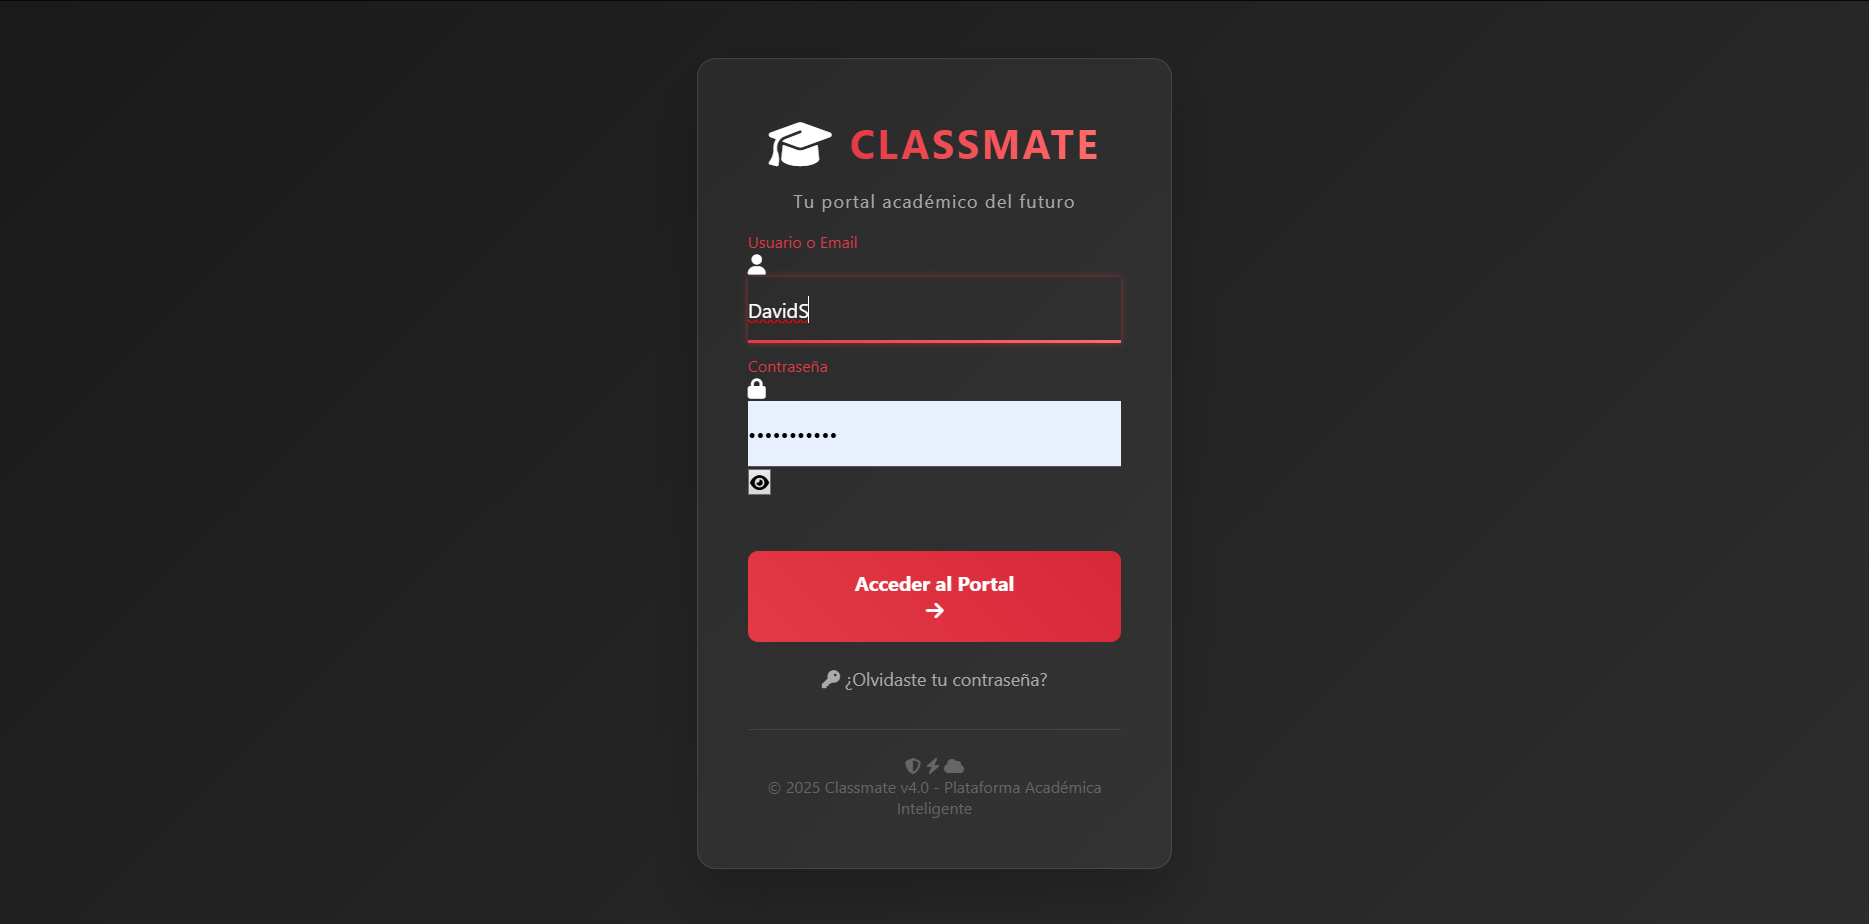 CLASSMATE
Tu portal académico del futuro
Usuario o Email
DavidS
Contraseña
•••••••••••
Acceder al Portal
¿Olvidaste tu contraseña?
© 2025 Classmate v4.0 - Plataforma Académica
Inteligente